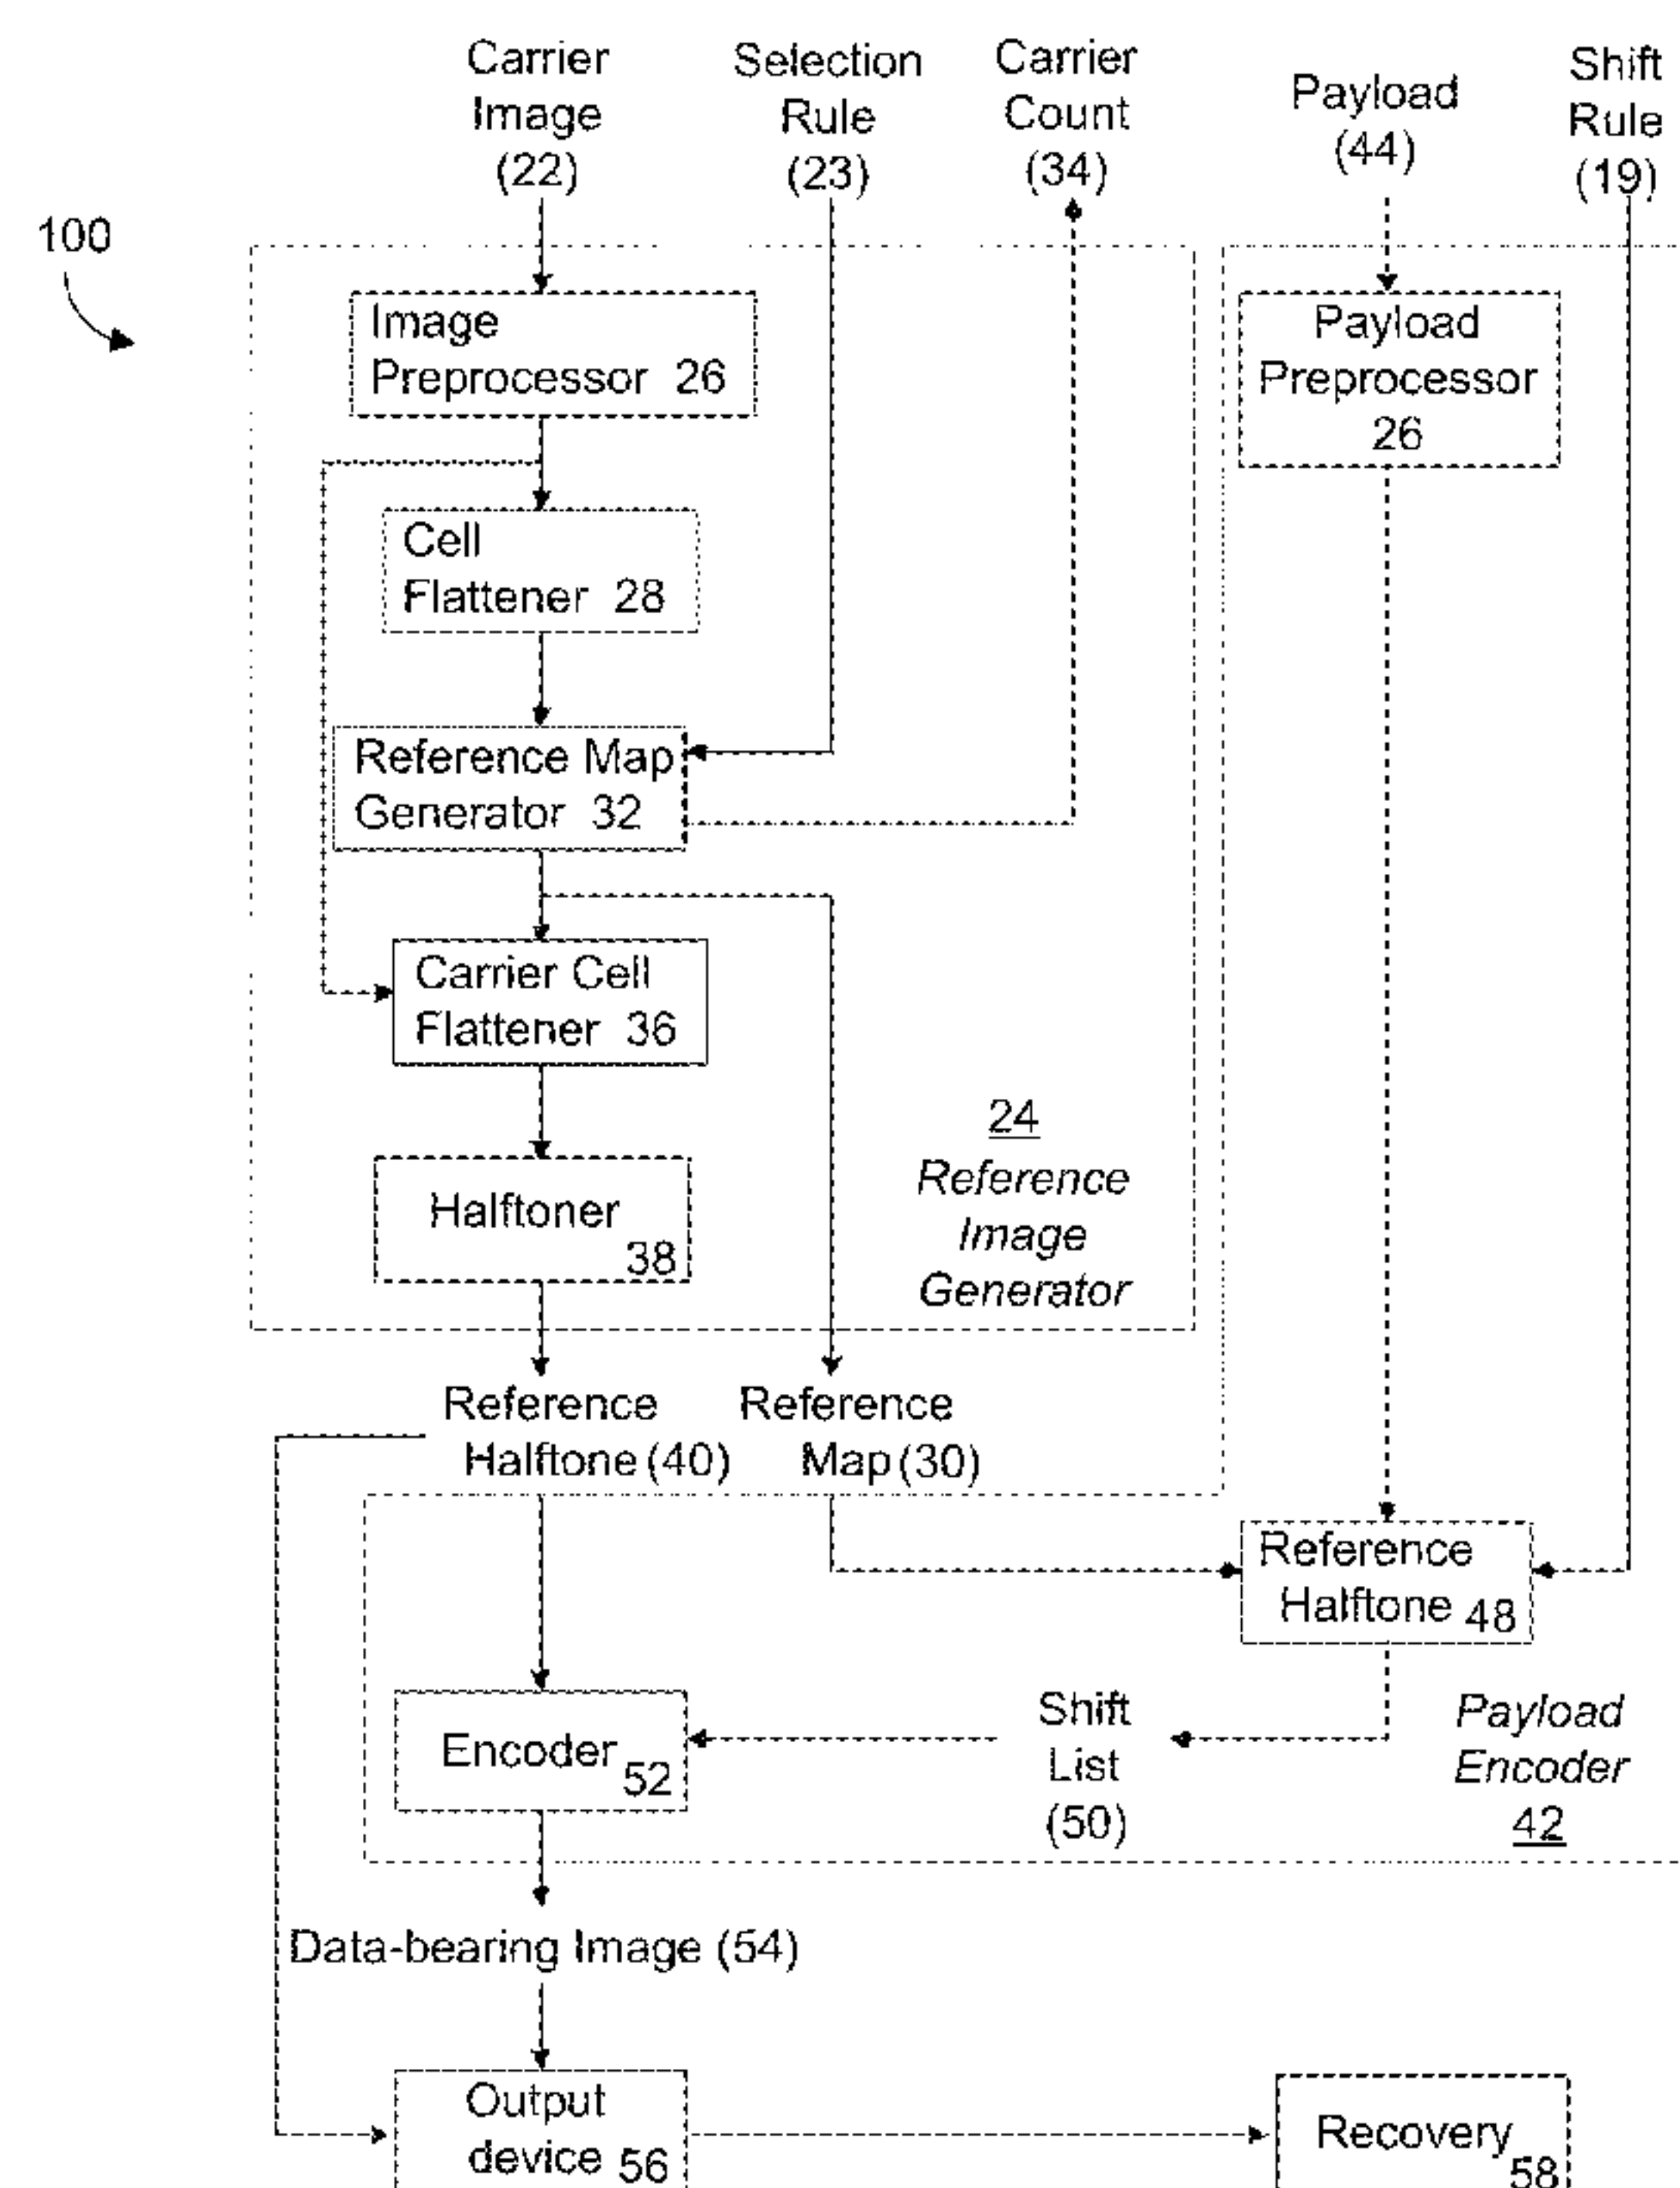 Carrier
Image
(22)
Selection
Rule
(23)
Carrier
Count
(34)
Payload
(44)
Shift
Rule
(19)
100
Image
Preprocessor 26
Payload
Preprocessor
26
Cell
Flattener 28
Reference Map
Generator 32
Carrier Cell
Flattener 36
24
Reference
Image
Generator
Halftoner
38
Reference
Halftone (40)
Reference
Map (30)
Reference
Halftone 48
Encoder
52
Shift
List
(50)
Payload
Encoder
42
Data-bearing Image (54)
Output
device 56
Recovery
58